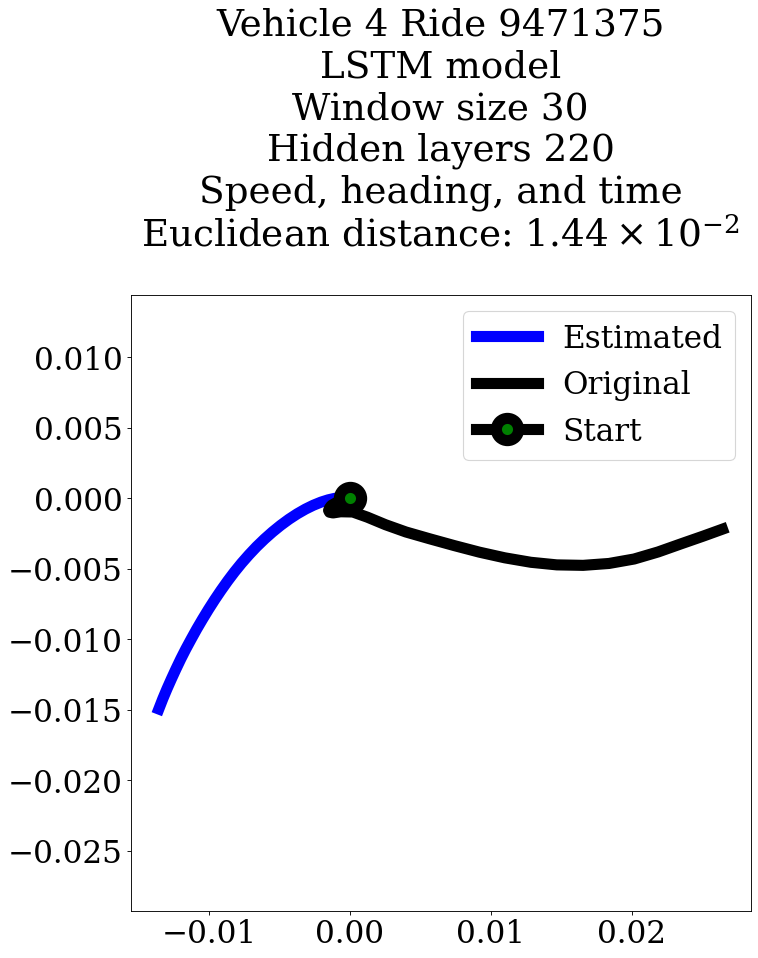 Vehicle 4 Ride 9471375
LSTM model
Window size 30
Hidden layers 220
Speed, heading, and time
Euclidean distance: 1.44 × 10⁻²
Estimated
Original
Start
0.010
0.005
0.000
−0.005
−0.010
−0.015
−0.020
−0.025
−0.01 0.00 0.01 0.02